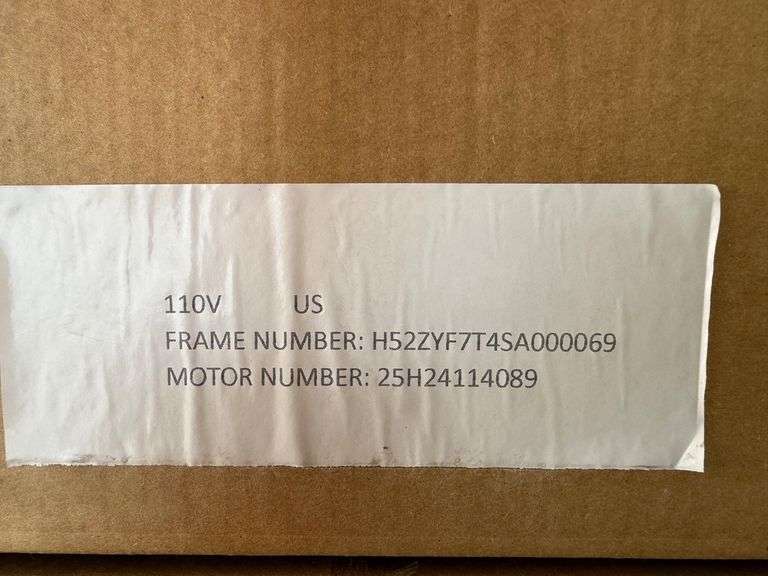 110V US
FRAME NUMBER: H52ZYF7T4SA000069
MOTOR NUMBER: 25H24114089